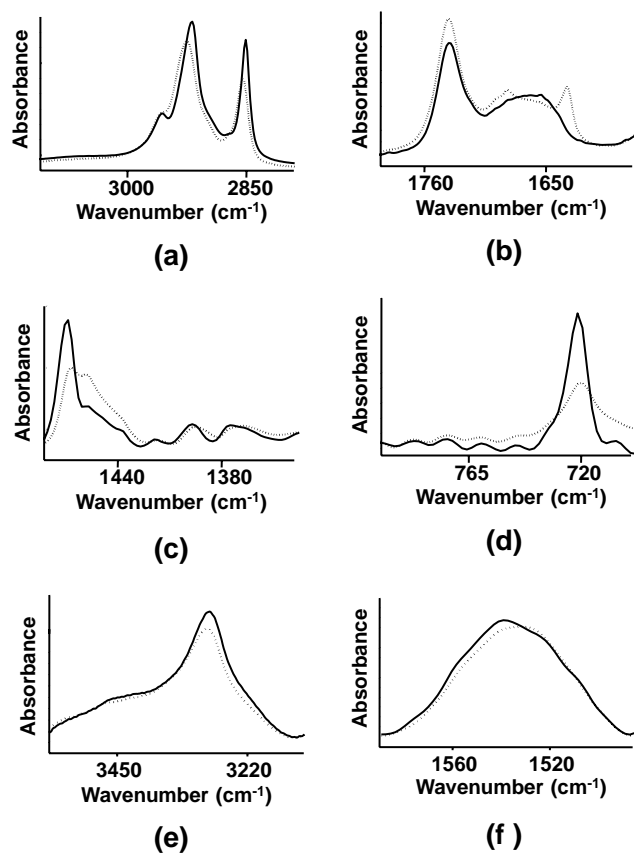 Absorbance
3000 2850
Wavenumber (cm-1)
(a)
Absorbance
1760 1650
Wavenumber (cm-1)
(b)
Absorbance
1440 1380
Wavenumber (cm-1)
(c)
Absorbance
765 720
Wavenumber (cm-1)
(d)
Absorbance
3450 3220
Wavenumber (cm-1)
(e)
Absorbance
1560 1520
Wavenumber (cm-1)
(f )